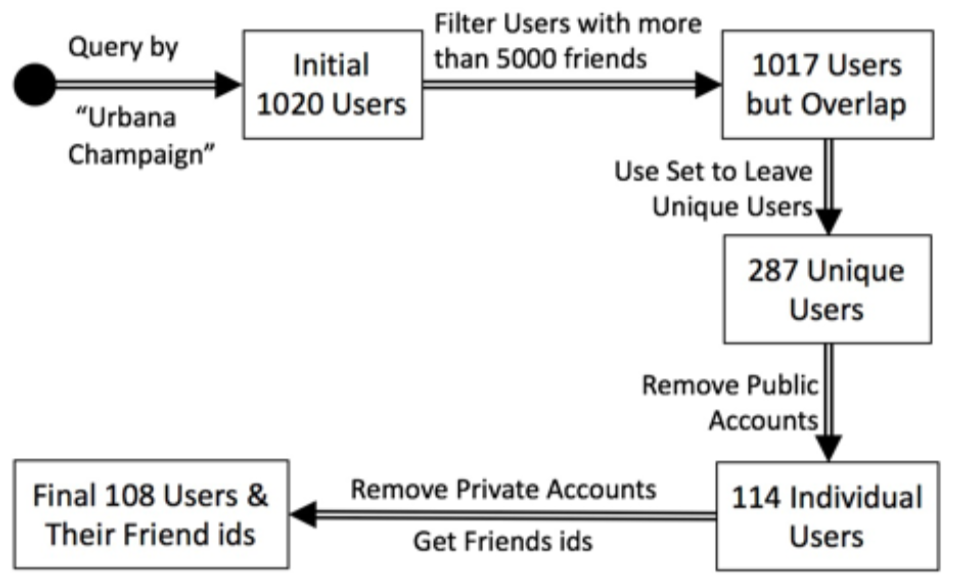 Query by
“Urbana
Champaign”
Initial
1020 Users
Filter Users with more
than 5000 friends
1017 Users
but Overlap
Use Set to Leave
Unique Users
287 Unique
Users
Remove Public
Accounts
114 Individual
Users
Remove Private Accounts
Get Friends ids
Final 108 Users &
Their Friend ids